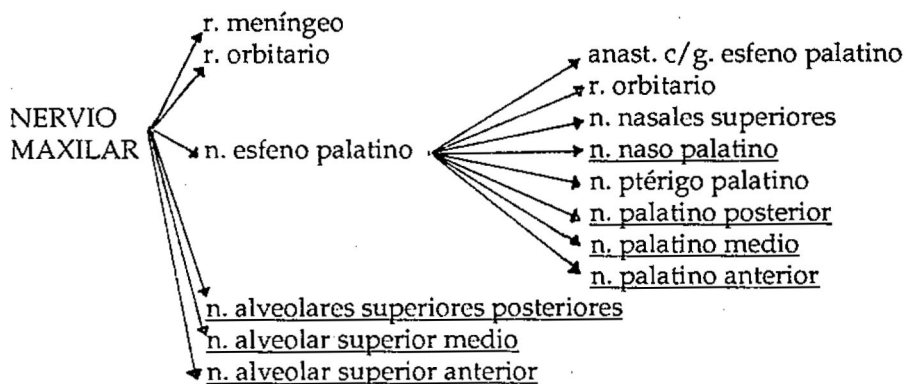 r. meníngeo
r. orbitario
NERVIO
MAXILAR
n. esfeno palatino
anast. c/g. esfeno palatino
r. orbitario
n. nasales superiores
n. naso palatino
n. ptérigo palatino
n. palatino posterior
n. palatino medio
n. palatino anterior
n. alveolares superiores posteriores
n. alveolar superior medio
n. alveolar superior anterior